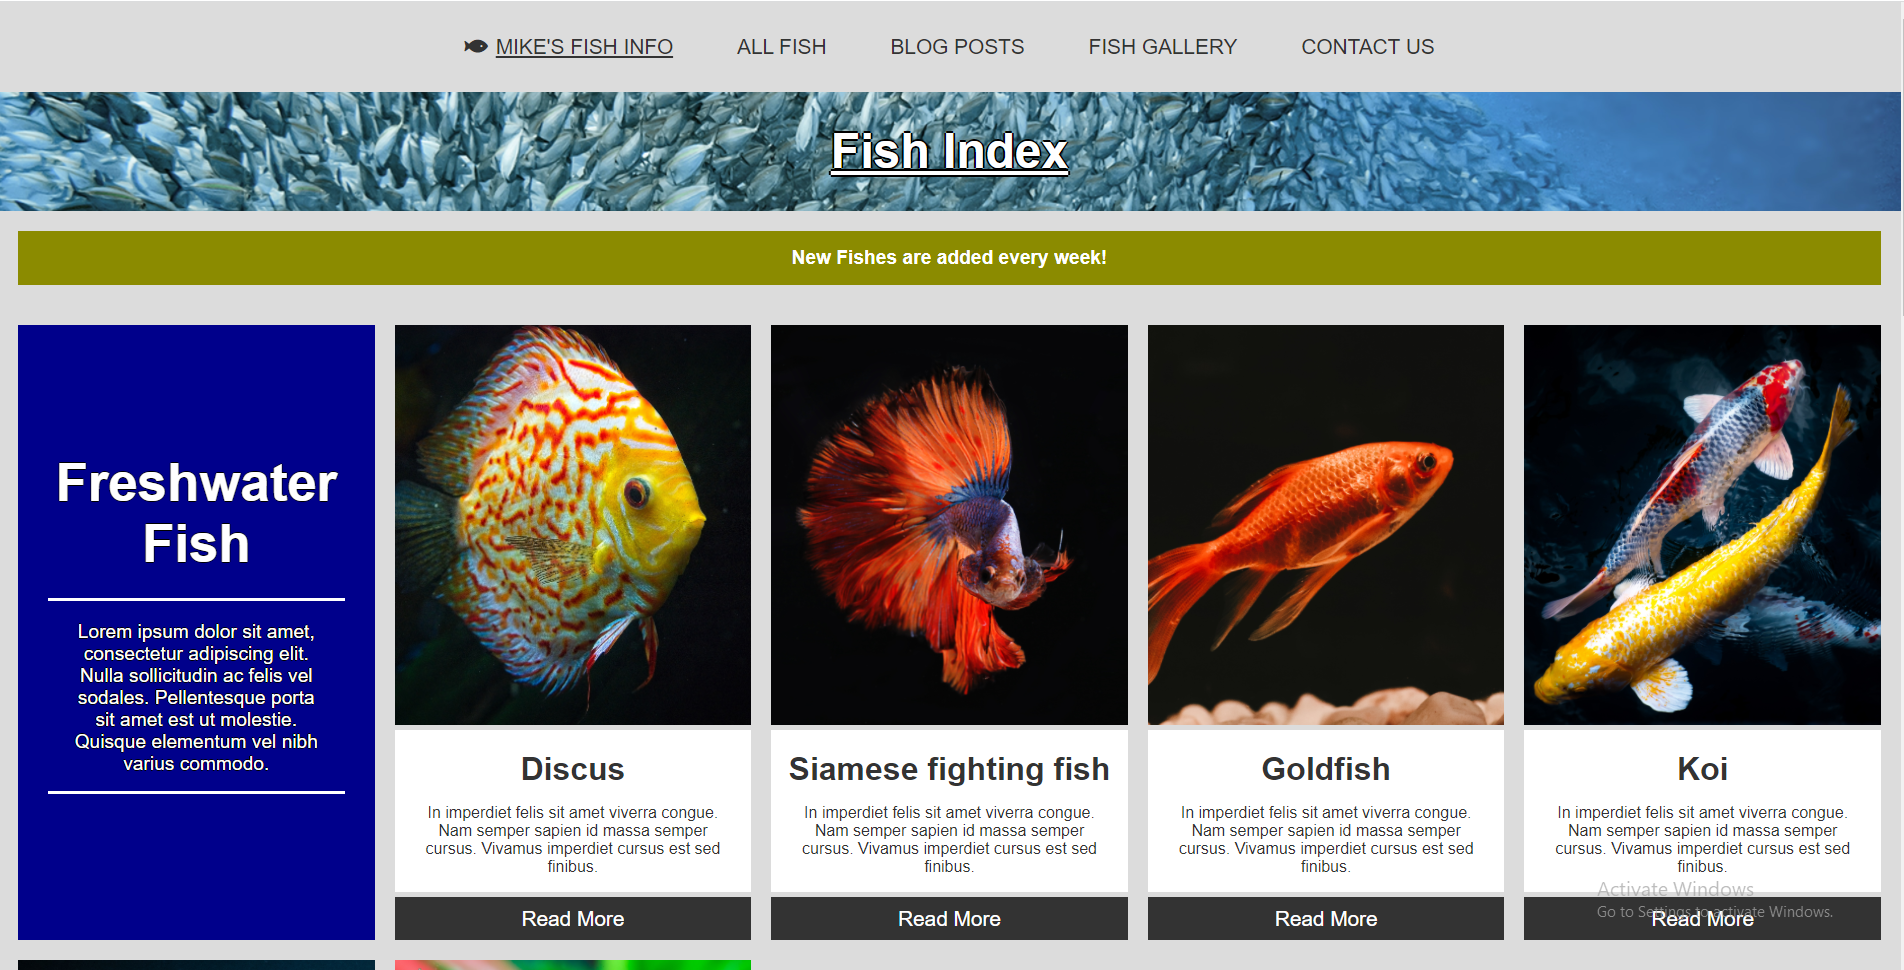 MIKE'S FISH INFO ALL FISH BLOG POSTS FISH GALLERY CONTACT US
Fish Index
New Fishes are added every week!
Freshwater
Fish
Lorem ipsum dolor sit amet,
consectetur adipiscing elit.
Nulla sollicitudin ac felis vel
sodales. Pellentesque porta
sit amet est ut molestie.
Quisque elementum vel nibh
varius commodo.
Discus
In imperdiet felis sit amet viverra congue.
Nam semper sapien id massa semper
cursus. Vivamus imperdiet cursus est sed
finibus.
Read More
Siamese fighting fish
In imperdiet felis sit amet viverra congue.
Nam semper sapien id massa semper
cursus. Vivamus imperdiet cursus est sed
finibus.
Read More
Goldfish
In imperdiet felis sit amet viverra congue.
Nam semper sapien id massa semper
cursus. Vivamus imperdiet cursus est sed
finibus.
Read More
Koi
In imperdiet felis sit amet viverra congue.
Nam semper sapien id massa semper
cursus. Vivamus imperdiet cursus est sed
finibus.
Read More
Activate Windows
Go to Settings to activate Windows.